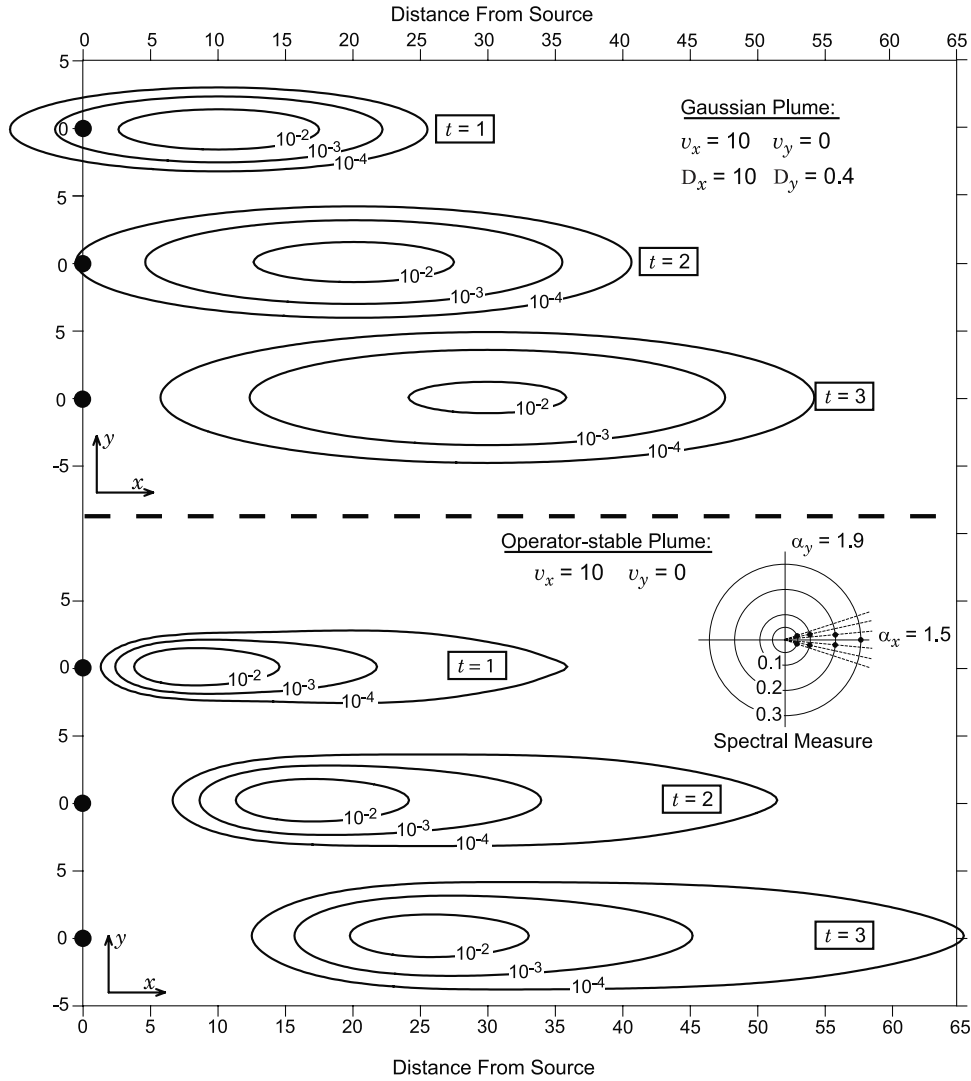 Distance From Source
0 5 10 15 20 25 30 35 40 45 50 55 60 65
5
Gaussian Plume:
v_x = 10 v_y = 0
D_x = 10 D_y = 0.4
0
10⁻²
10⁻³
10⁻⁴
t = 1
5
0
10⁻²
10⁻³
10⁻⁴
t = 2
5
0
10⁻²
10⁻³
10⁻⁴
t = 3
y
x
-5
Operator-stable Plume:
v_x = 10 v_y = 0
α_y = 1.9
α_x = 1.5
0.1
0.2
0.3
Spectral Measure
5
0
10⁻²
10⁻³
10⁻⁴
t = 1
5
0
10⁻²
10⁻³
10⁻⁴
t = 2
5
0
10⁻²
10⁻³
10⁻⁴
t = 3
y
x
-5
0 5 10 15 20 25 30 35 40 45 50 55 60 65
Distance From Source